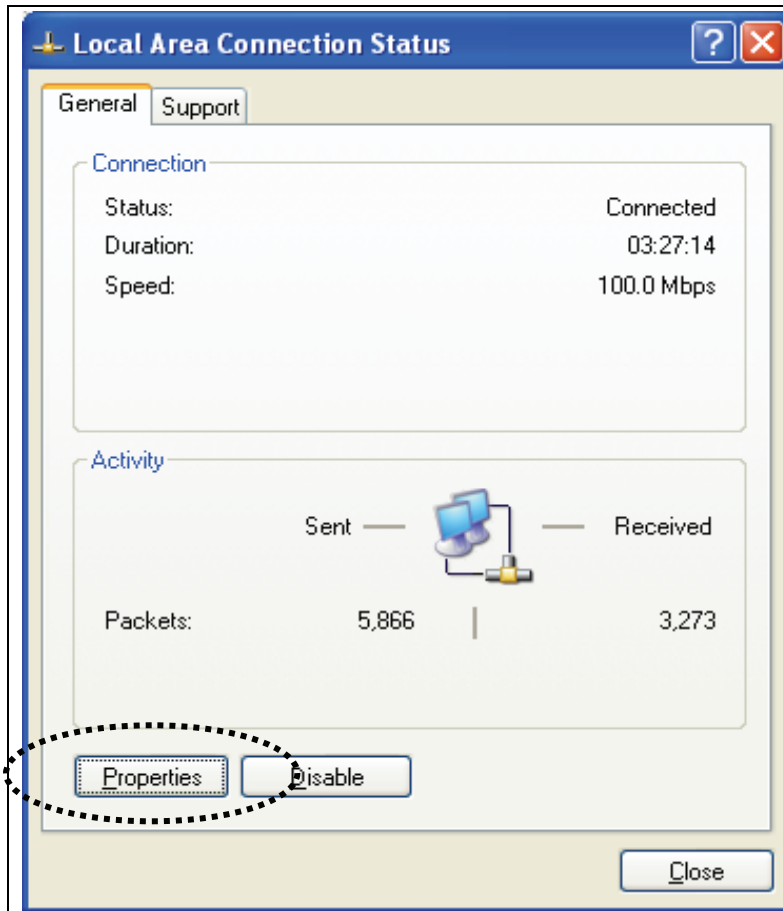 Local Area Connection Status
General Support
Connection
Status: Connected
Duration: 03:27:14
Speed: 100.0 Mbps
Activity
Sent Received
Packets: 5,866 3,273
Properties Disable
Close